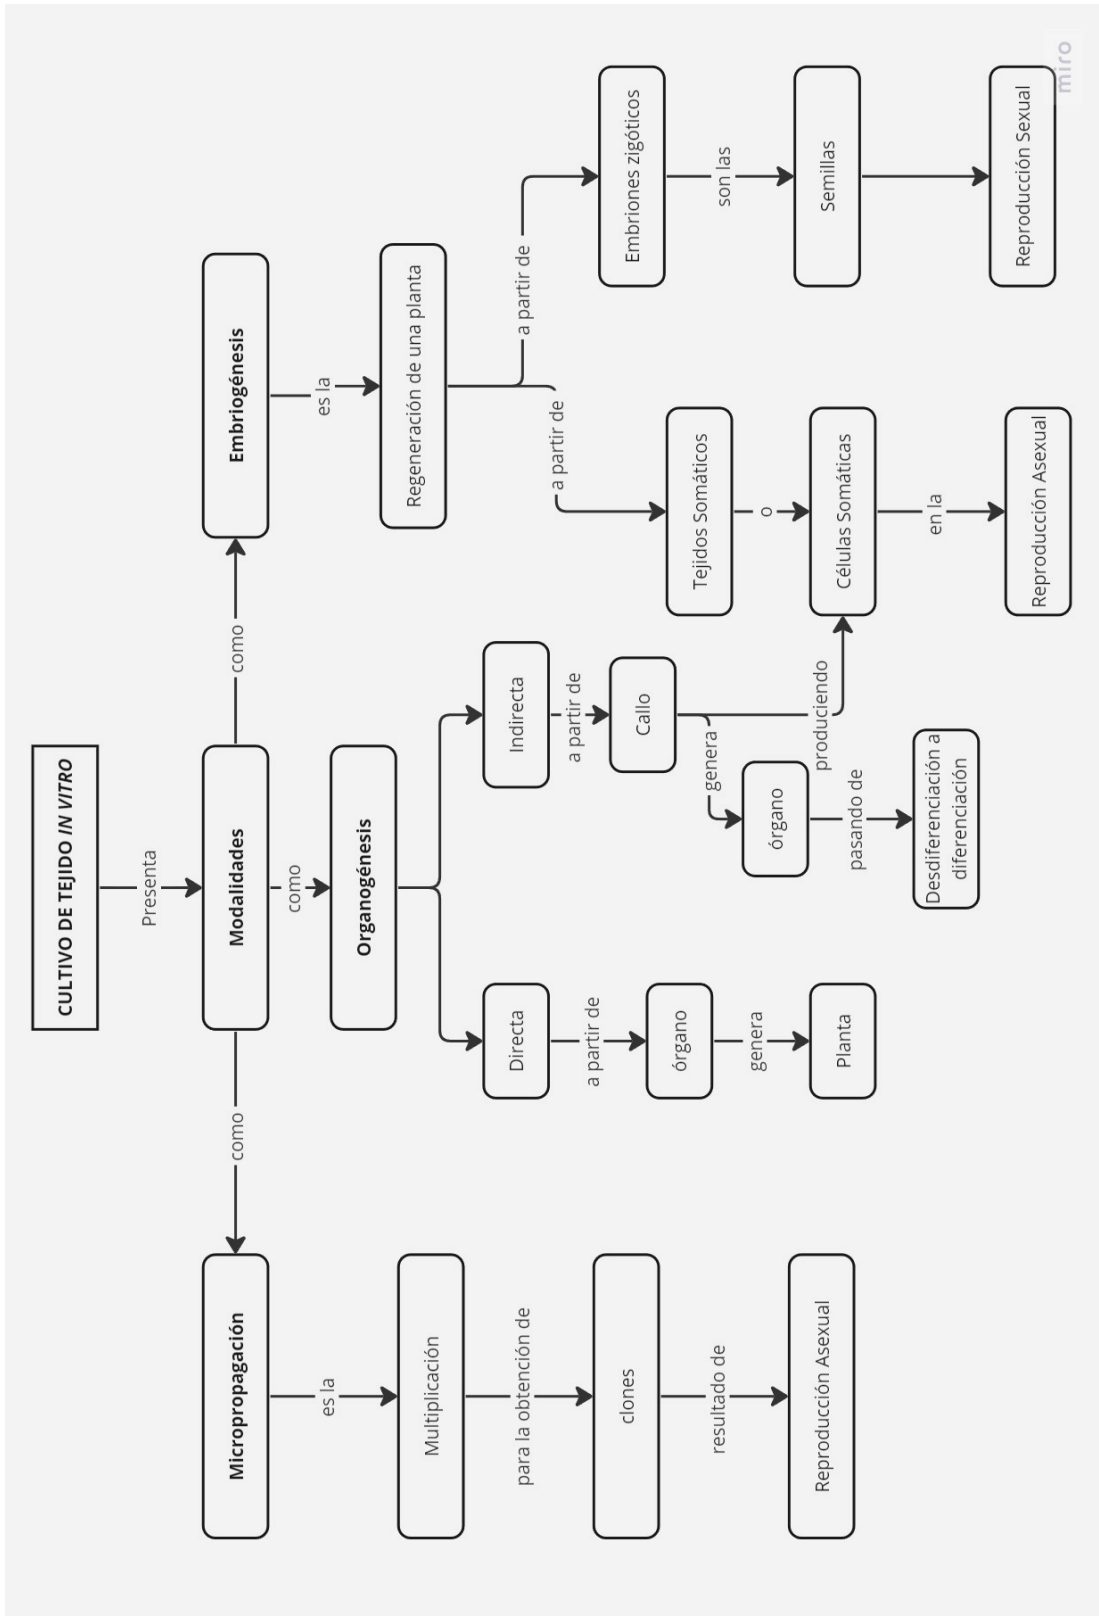 CULTIVO DE TEJIDO IN VITRO
Presenta
Modalidades
como
como
como
Micropropagación
es la
Multiplicación
para la obtención de
clones
resultado de
Reproducción Asexual
Organogénesis
Directa
a partir de
órgano
genera
Planta
Indirecta
a partir de
Callo
genera
órgano
pasando de
Desdiferenciación a
diferenciación
produciendo
Embriogénesis
es la
Regeneración de una planta
a partir de
Tejidos Somáticos
o
Células Somáticas
en la
Reproducción Asexual
a partir de
Embriones zigóticos
son las
Semillas
Reproducción Sexual
miro